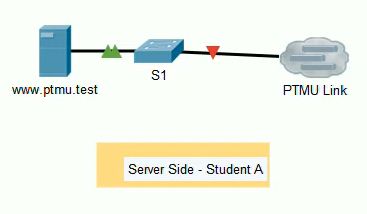 S1
www.ptmu.test
PTMU Link
Server Side - Student A